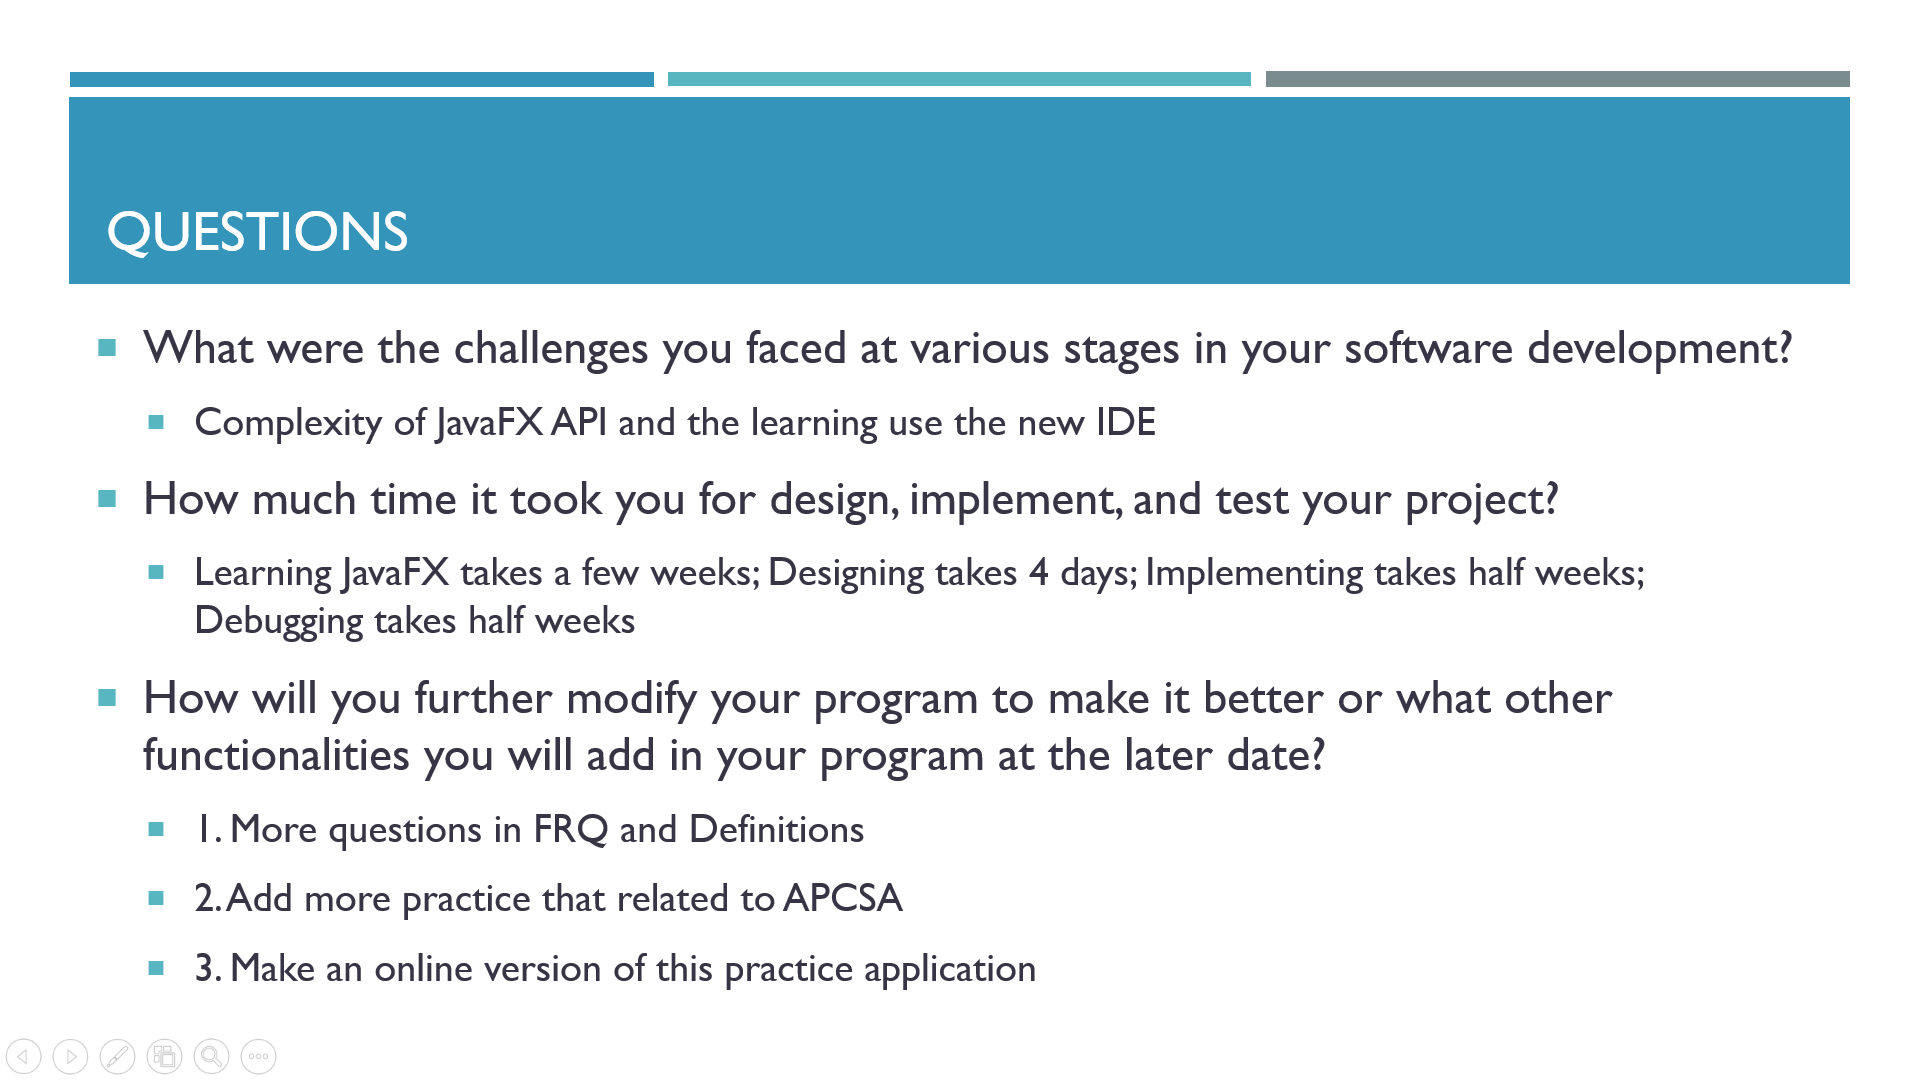 QUESTIONS
What were the challenges you faced at various stages in your software development?
Complexity of JavaFX API and the learning use the new IDE
How much time it took you for design, implement, and test your project?
Learning JavaFX takes a few weeks; Designing takes 4 days; Implementing takes half weeks;
Debugging takes half weeks
How will you further modify your program to make it better or what other
functionalities you will add in your program at the later date?
1. More questions in FRQ and Definitions
2. Add more practice that related to APCSA
3. Make an online version of this practice application